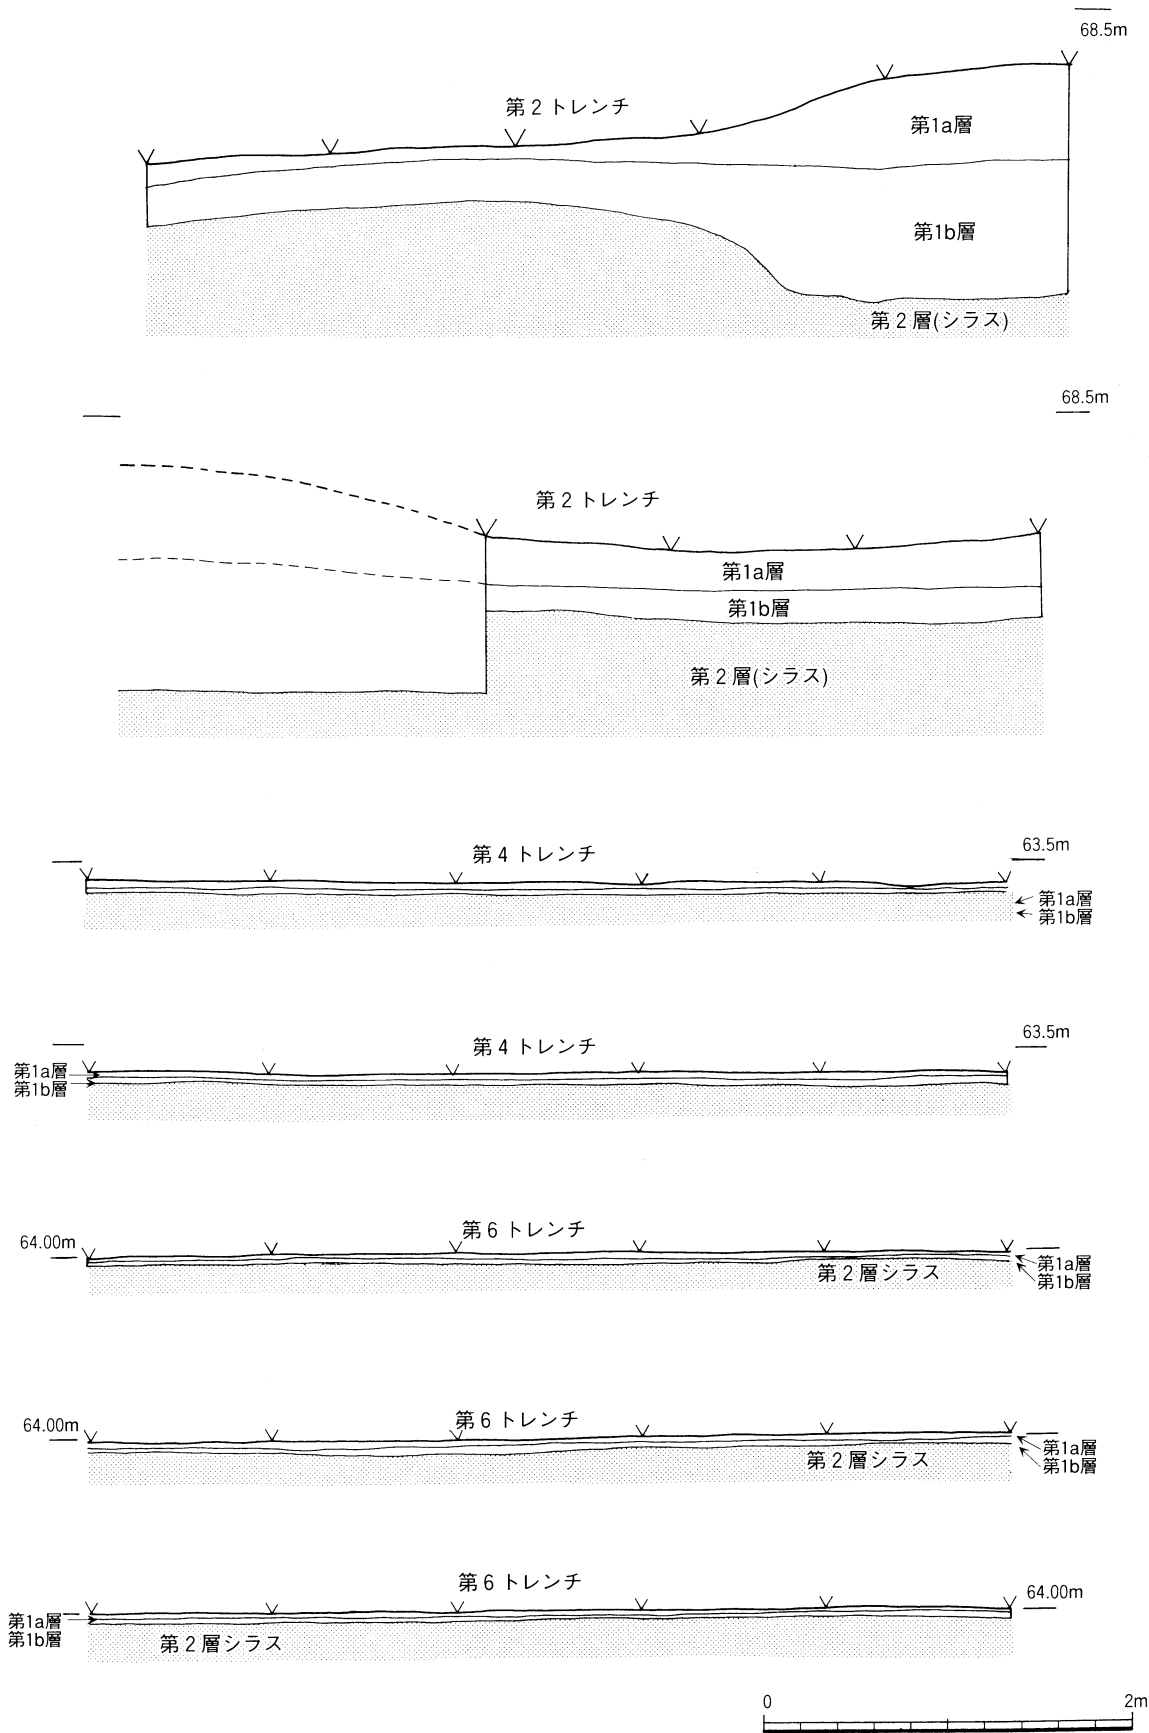 68.5m
第2トレンチ
第1a層
第1b層
第2層(シラス)
68.5m
第2トレンチ
第1a層
第1b層
第2層(シラス)
第4トレンチ
63.5m
第1a層
第1b層
第4トレンチ
63.5m
第1a層
第1b層
第6トレンチ
64.00m
第1a層
第2層シラス
第1b層
第6トレンチ
64.00m
第1a層
第2層シラス
第1b層
第6トレンチ
64.00m
第1a層
第1b層
第2層シラス
0 2m